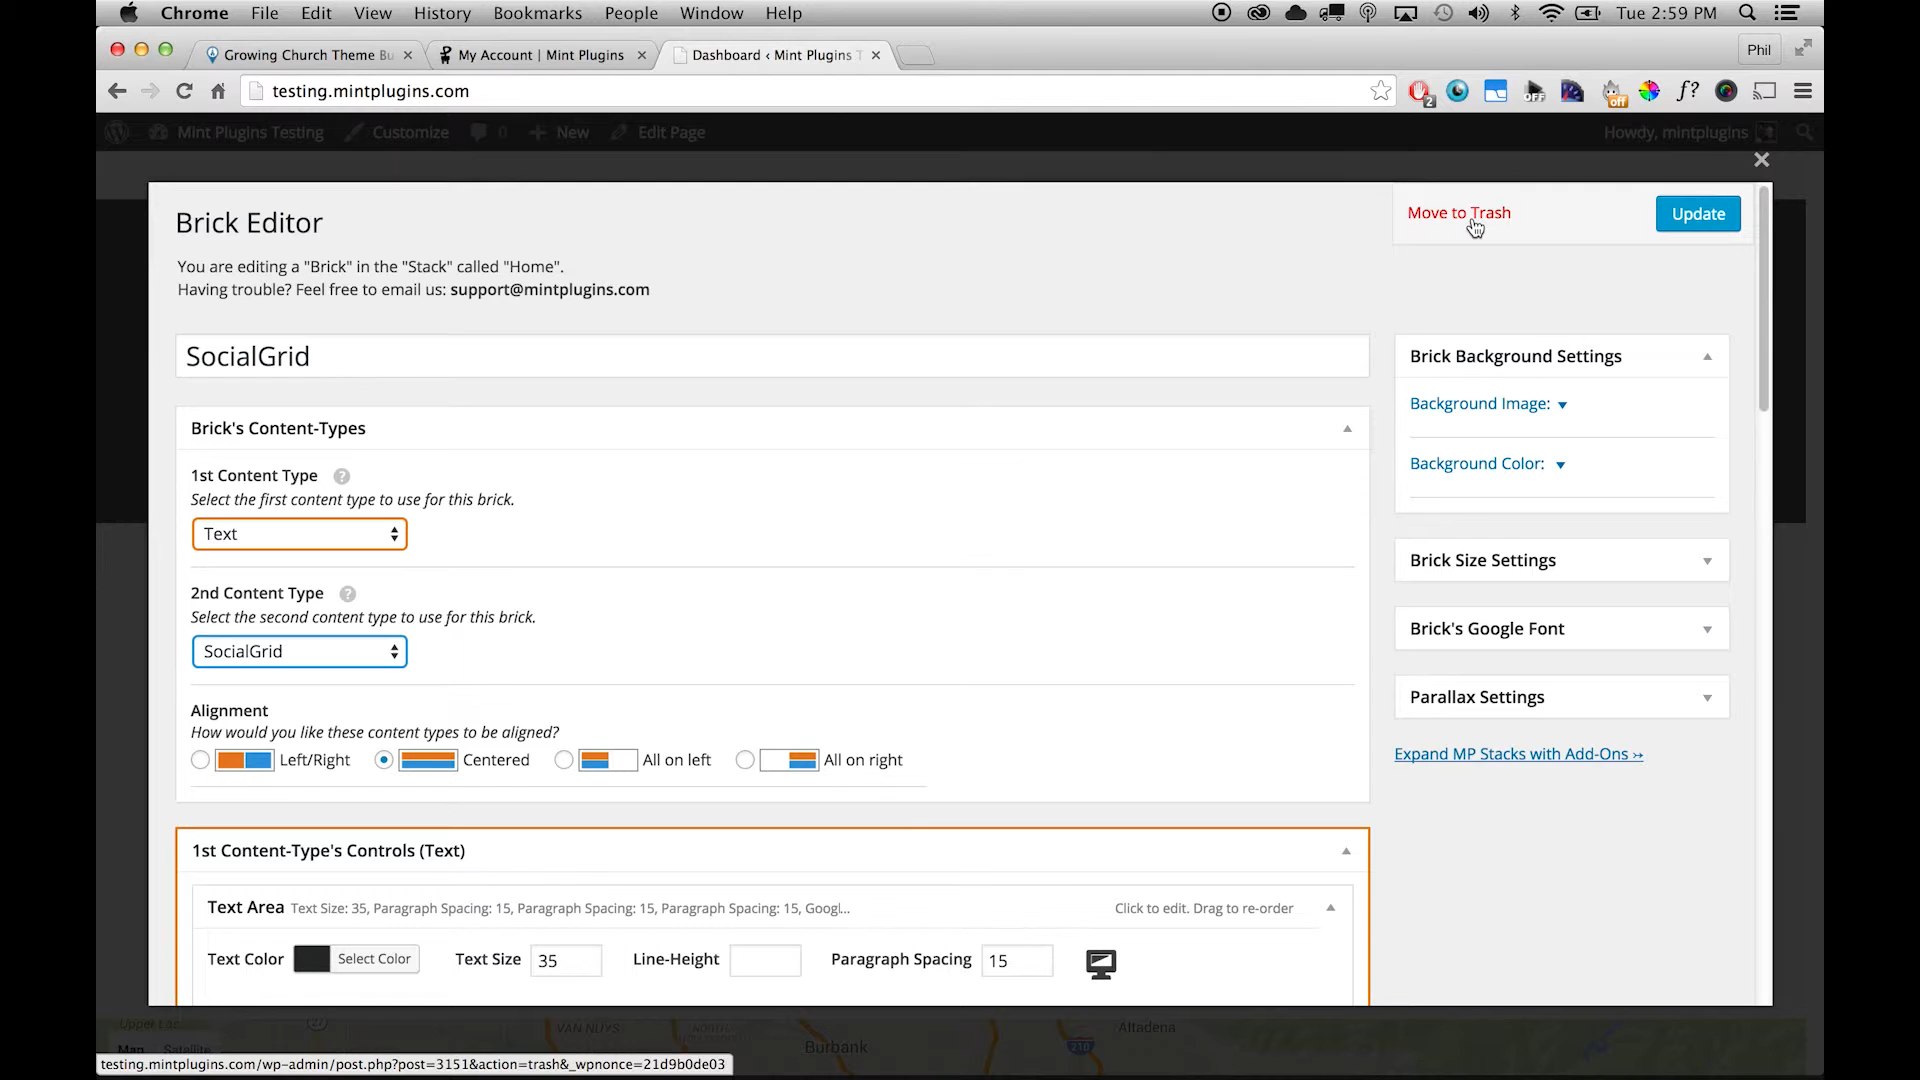 Chrome File Edit View History Bookmarks People Window Help Tue 2:59 PM
Growing Church Theme Bu My Account | Mint Plugins Dashboard ‹ Mint Plugins T Phil
testing.mintplugins.com 2 OFF off f?
Mint Plugins Testing Customize 0 New Edit Page Howdy, mintplugins
Brick Editor
Move to Trash Update
You are editing a "Brick" in the "Stack" called "Home".
Having trouble? Feel free to email us: support@mintplugins.com
SocialGrid
Brick Background Settings
Background Image:
Background Color:
Brick's Content-Types
1st Content Type ?
Select the first content type to use for this brick.
Text
Brick Size Settings
2nd Content Type ?
Select the second content type to use for this brick.
SocialGrid
Brick's Google Font
Parallax Settings
Alignment
How would you like these content types to be aligned?
Left/Right Centered All on left All on right
Expand MP Stacks with Add-Ons ↣
1st Content-Type's Controls (Text)
Text Area Text Size: 35, Paragraph Spacing: 15, Paragraph Spacing: 15, Paragraph Spacing: 15, Googl... Click to edit. Drag to re-order
Text Color Select Color Text Size 35 Line-Height Paragraph Spacing 15
VAN NUYS Altadena
Map Satellite Burbank 210
testing.mintplugins.com/wp-admin/post.php?post=3151&action=trash&_wpnonce=21d9b0de03